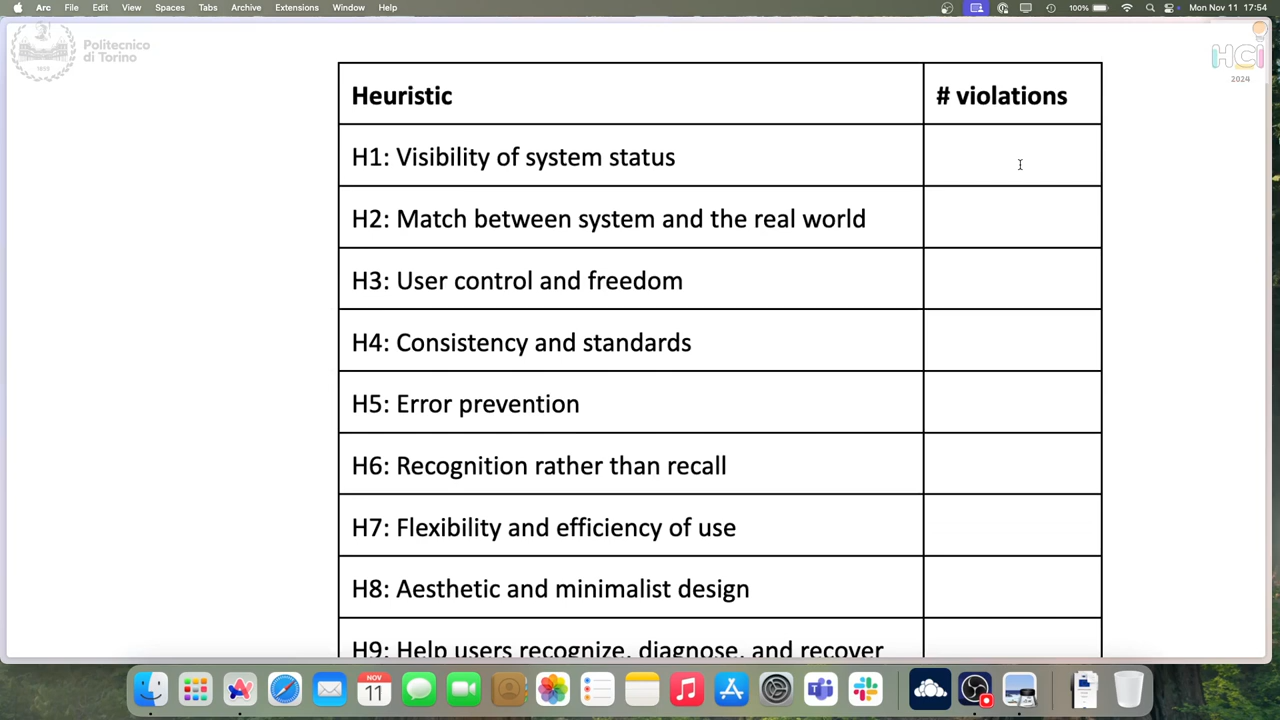 Arc File Edit View Spaces Tabs Archive Extensions Window Help 100% Mon Nov 11 17:54
Politecnico
di Torino
1859
HCI
2024
Heuristic # violations
H1: Visibility of system status
H2: Match between system and the real world
H3: User control and freedom
H4: Consistency and standards
H5: Error prevention
H6: Recognition rather than recall
H7: Flexibility and efficiency of use
H8: Aesthetic and minimalist design
H9: Help users recognize, diagnose, and recover
NOV
11